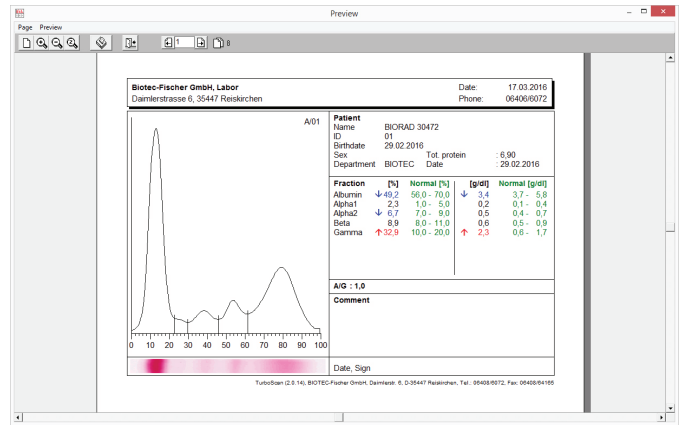 Preview
Page Preview
1 8
Biotec-Fischer GmbH, Labor Date: 17.03.2016
Daimlerstrasse 6, 35447 Reiskirchen Phone: 06406/6072
A/01
Patient
Name BIORAD 30472
ID 01
Birthdate 29.02.2016
Sex Tot. protein : 6,90
Department BIOTEC Date : 29.02.2016
Fraction [%] Normal [%] [g/dl] Normal [g/dl]
Albumin ↓ 49,2 56,0 - 70,0 ↓ 3,4 3,7 - 5,8
Alpha1 2,3 1,0 - 5,0 0,2 0,1 - 0,4
Alpha2 ↓ 6,7 7,0 - 9,0 0,5 0,4 - 0,7
Beta 8,9 8,0 - 11,0 0,6 0,5 - 0,9
Gamma ↑ 32,9 10,0 - 20,0 ↑ 2,3 0,6 - 1,7
A/G : 1,0
Comment
0 10 20 30 40 50 60 70 80 90 100
Date, Sign
TurboScan (2.0.14), BIOTEC-Fischer GmbH, Daimlerstr. 6, D-35447 Reiskirchen, Tel.: 06408/6072, Fax: 06408/64165